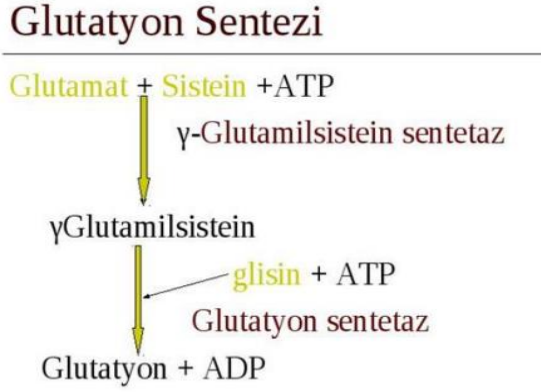 Glutatyon Sentezi
Glutamat + Sistein +ATP
γ-Glutamilsistein sentetaz
γGlutamilsistein
glisin + ATP
Glutatyon sentetaz
Glutatyon + ADP